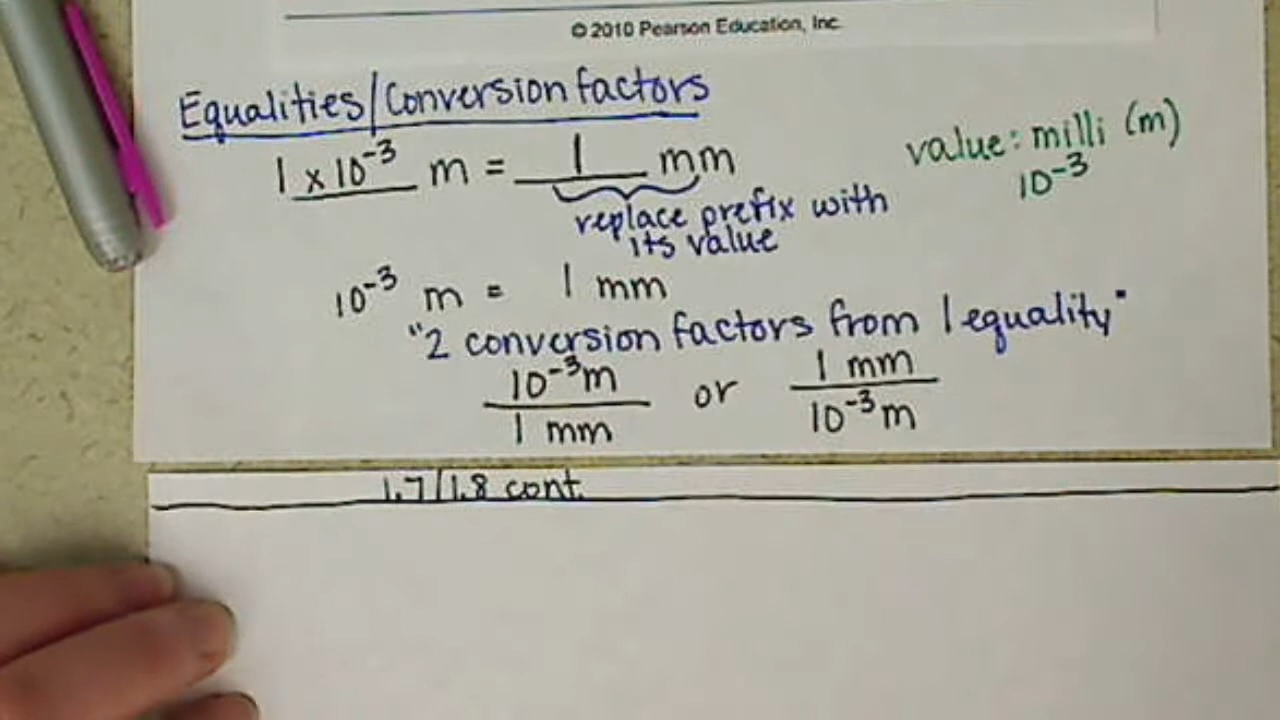 © 2010 Pearson Education, Inc.
Equalities/Conversion factors
1 x 10⁻³ m = 1 mm
value: milli (m)
10⁻³
replace prefix with
its value
10⁻³ m = 1 mm
"2 conversion factors from 1 equality"
10⁻³m or 1 mm
1 mm 10⁻³m
1.7/1.8 cont.